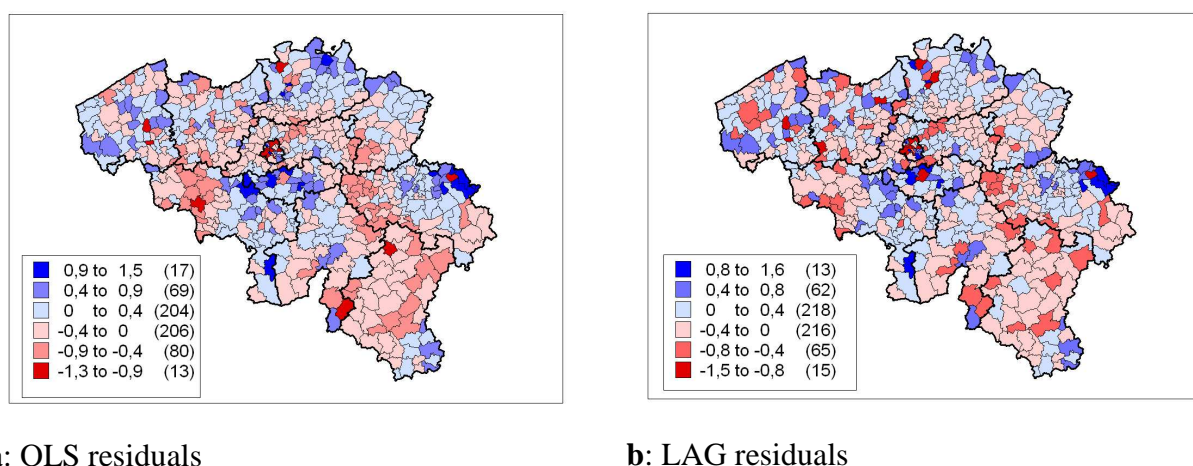 0,9 to 1,5 (17)
0,4 to 0,9 (69)
0 to 0,4 (204)
-0,4 to 0 (206)
-0,9 to -0,4 (80)
-1,3 to -0,9 (13)
0,8 to 1,6 (13)
0,4 to 0,8 (62)
0 to 0,4 (218)
-0,4 to 0 (216)
-0,8 to -0,4 (65)
-1,5 to -0,8 (15)
: OLS residuals
b: LAG residuals